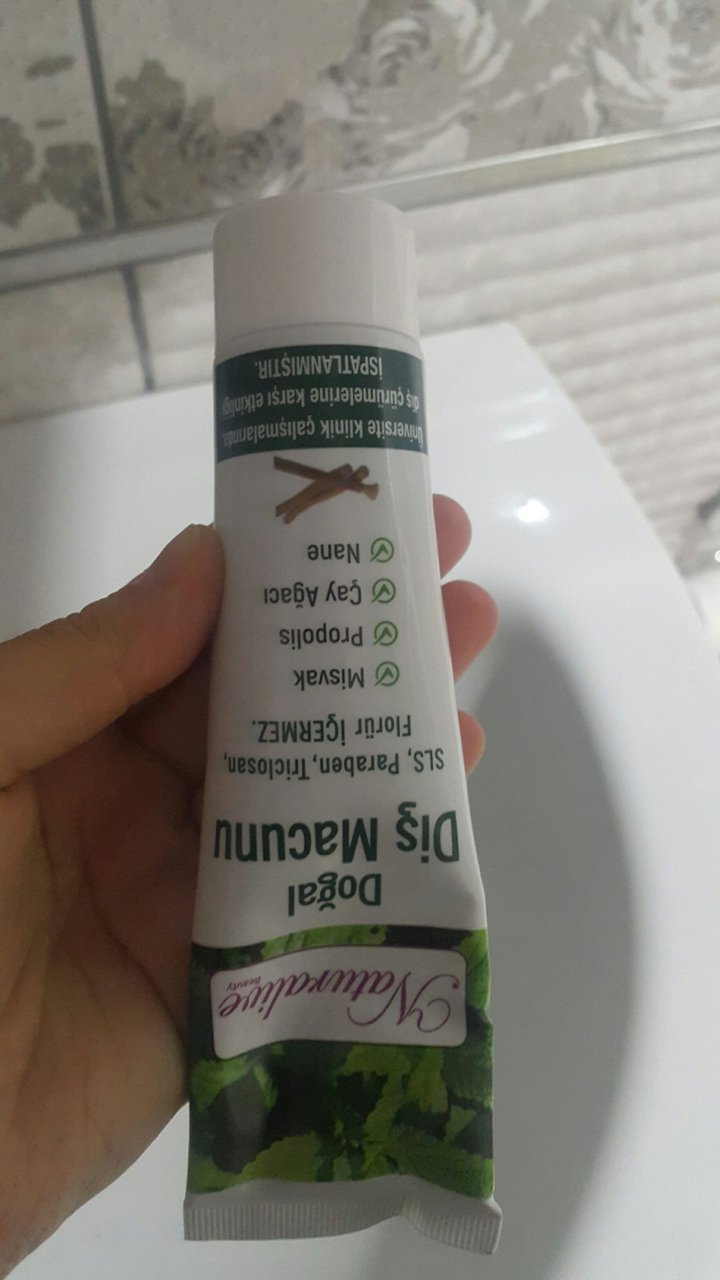 Naturalive
Beauty
Doğal
Diş Macunu
SLS, Paraben, Triclosan,
Florür İÇERMEZ.
Misvak
Propolis
Çay Ağacı
Nane
Üniversite klinik çalışmalarında,
diş çürümelerine karşı etkinliği
İSPATLANMIŞTIR.